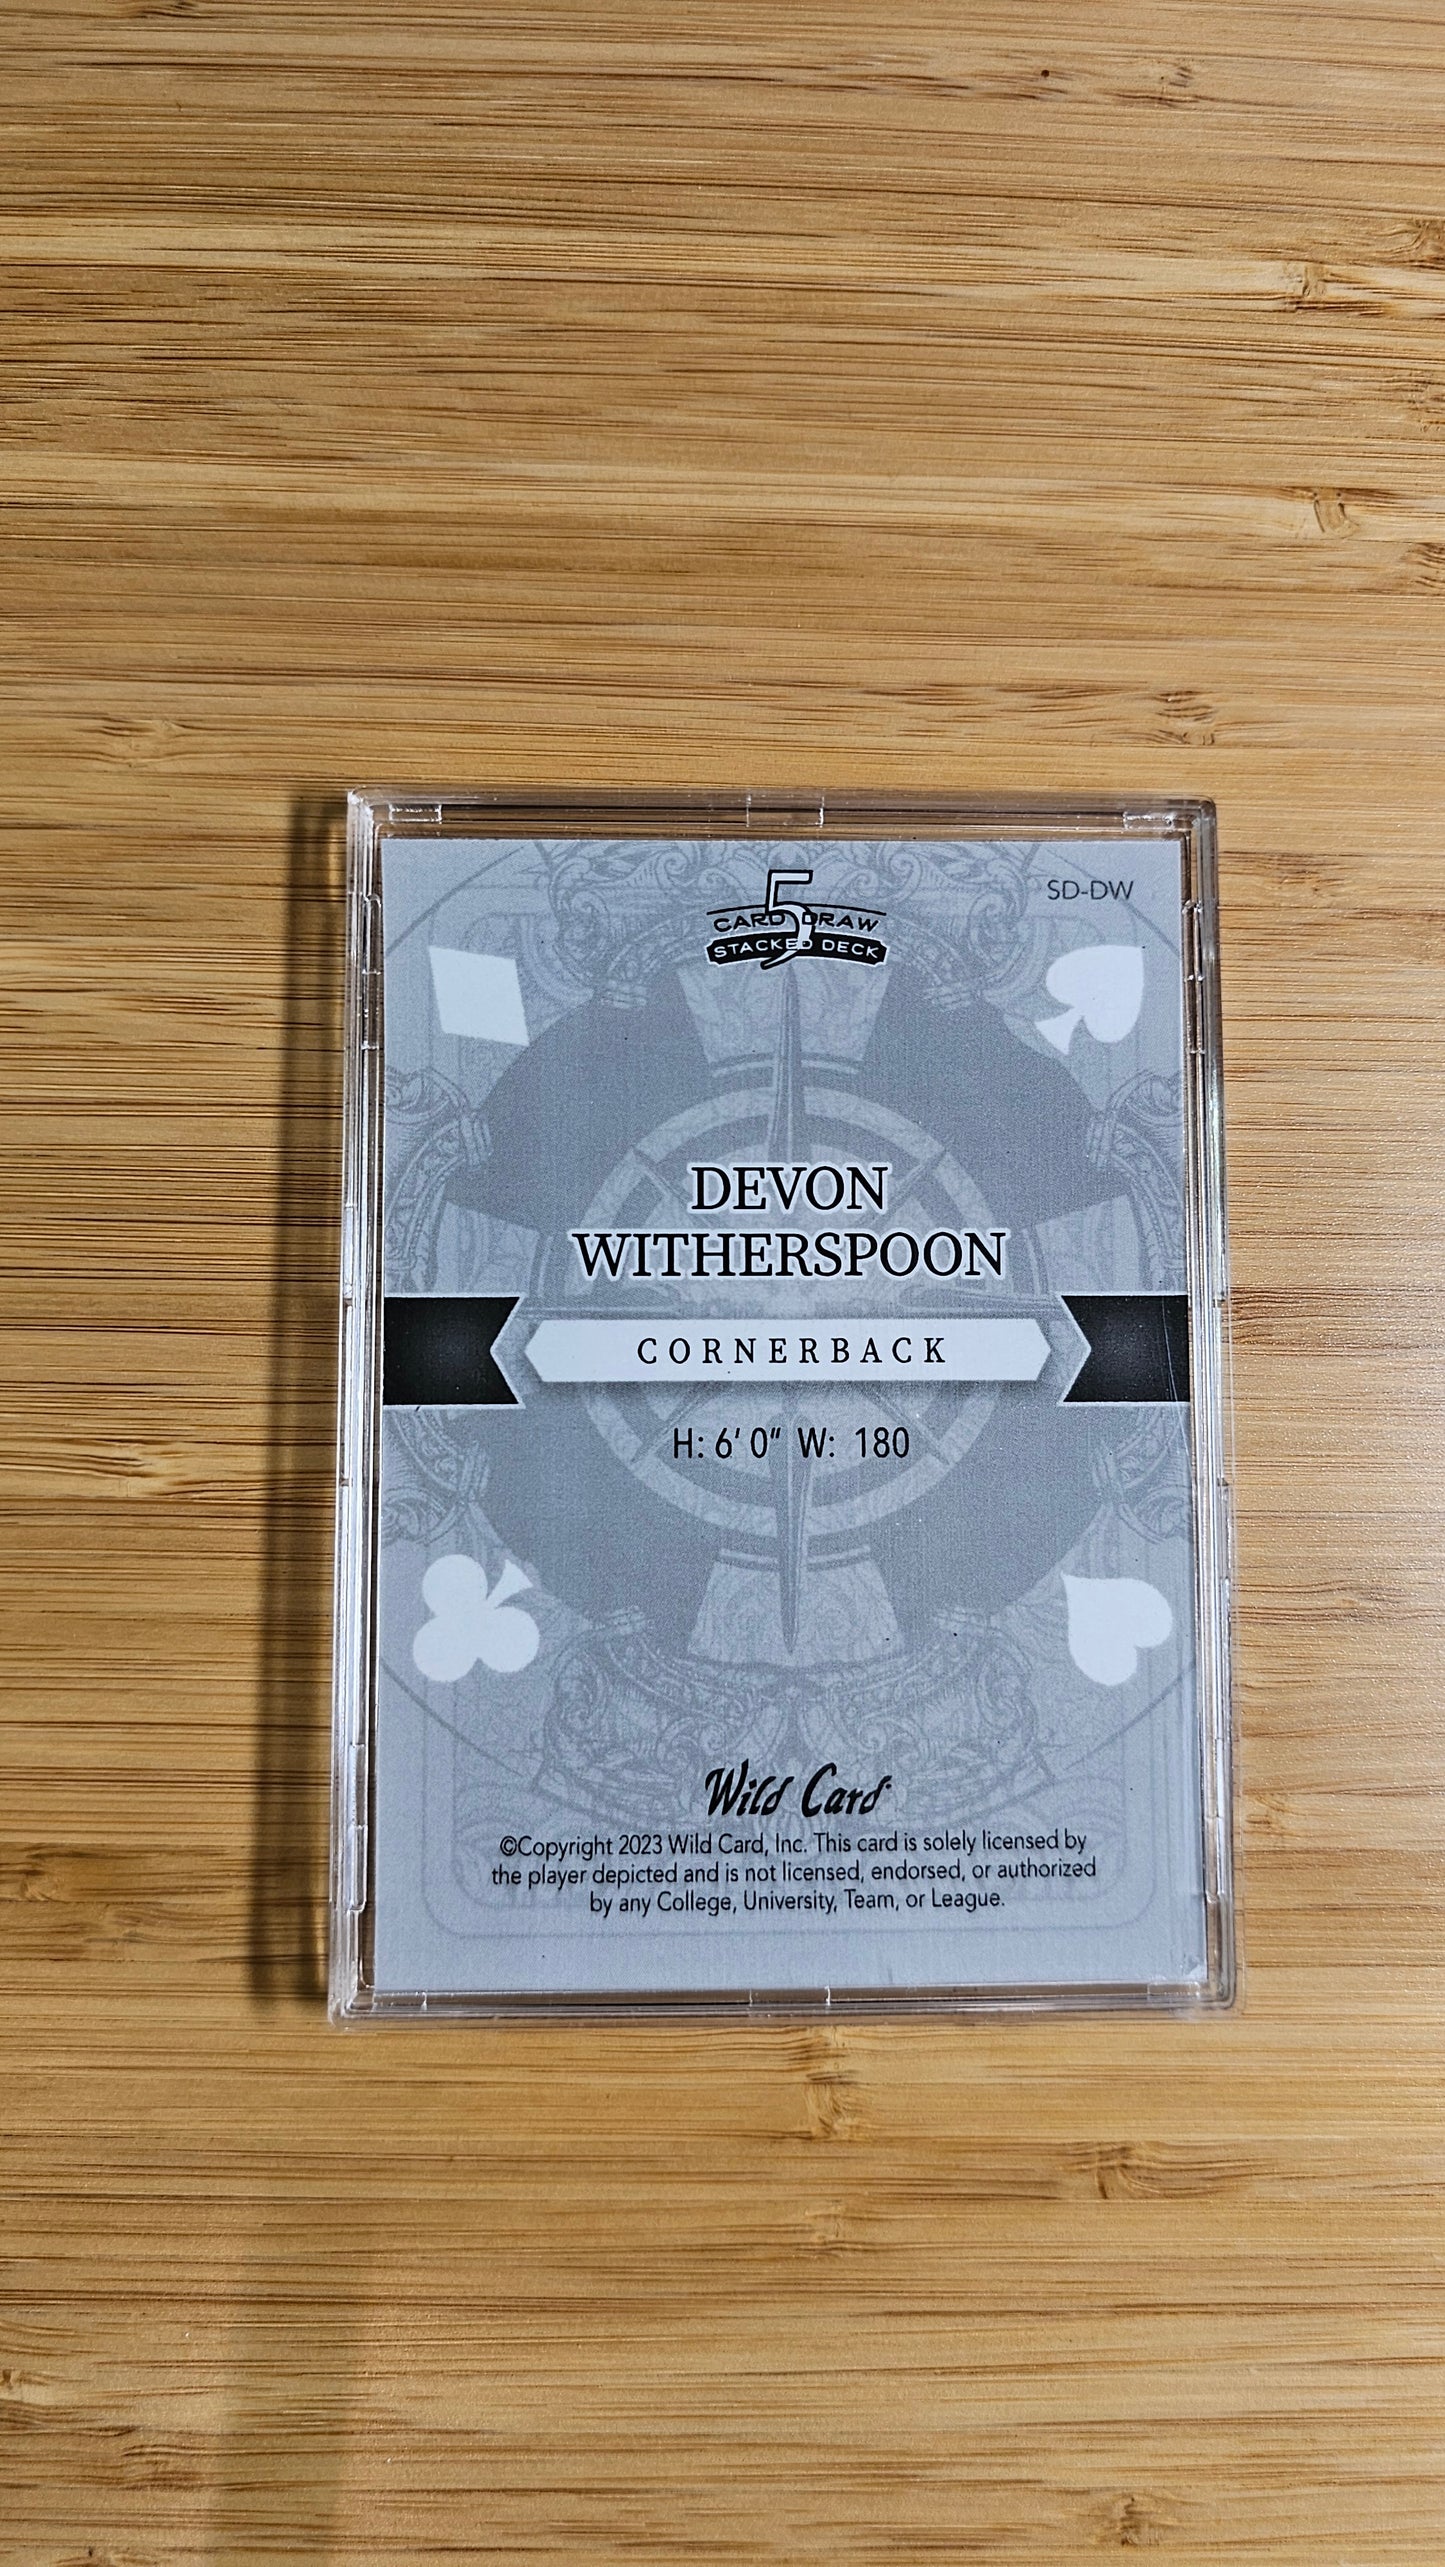 SD-DW
5
CARD DRAW
STACKED DECK
DEVON
WITHERSPOON
CORNERBACK
H: 6' 0" W: 180
Wild Card
©Copyright 2023 Wild Card, Inc. This card is solely licensed by
the player depicted and is not licensed, endorsed, or authorized
by any College, University, Team, or League.